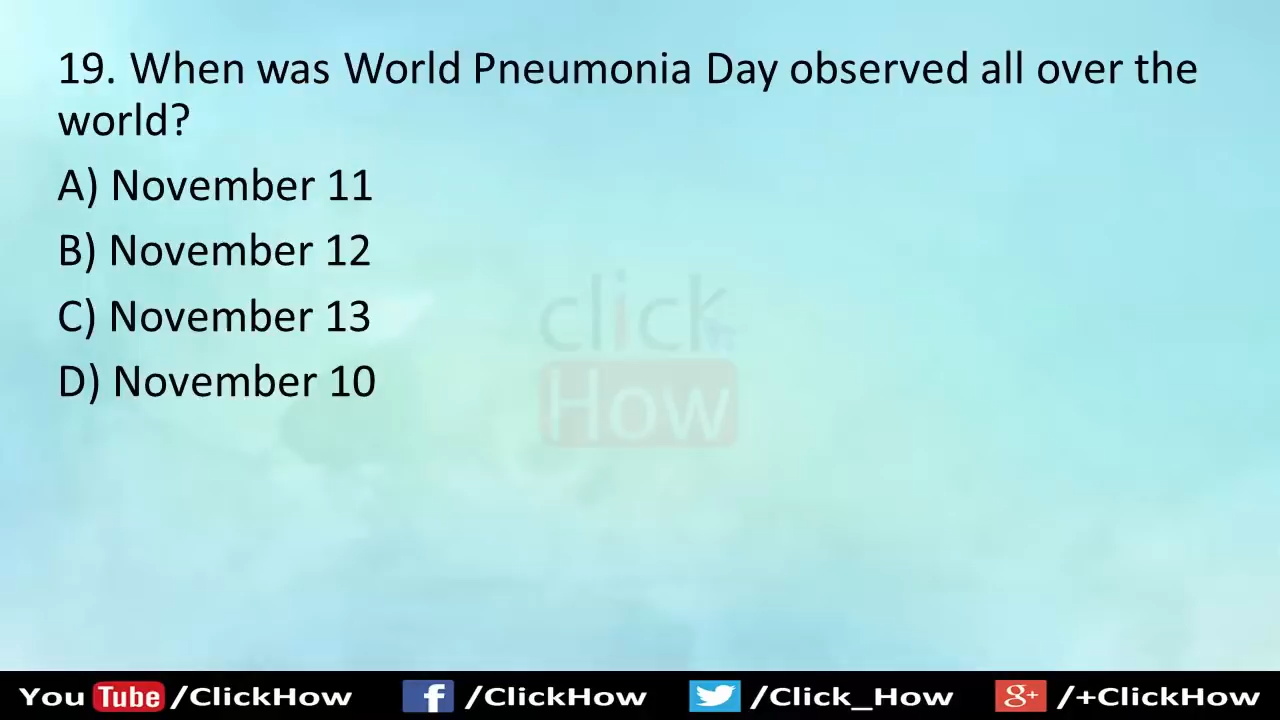 19. When was World Pneumonia Day observed all over the
world?
A) November 11
B) November 12
C) November 13
D) November 10
click
How
You Tube /ClickHow f /ClickHow /Click_How g+ /+ClickHow